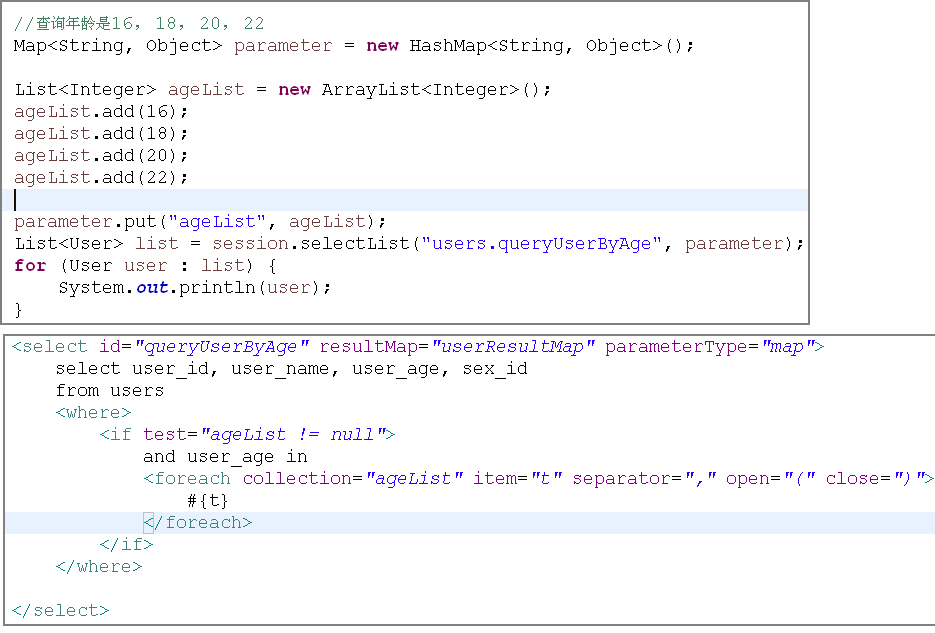 //查询年龄是16, 18, 20, 22
Map<String, Object> parameter = new HashMap<String, Object>();
List<Integer> ageList = new ArrayList<Integer>();
ageList.add(16);
ageList.add(18);
ageList.add(20);
ageList.add(22);
parameter.put("ageList", ageList);
List<User> list = session.selectList("users.queryUserByAge", parameter);
for (User user : list) {
    System.out.println(user);
}
<select id="queryUserByAge" resultMap="userResultMap" parameterType="map">
    select user_id, user_name, user_age, sex_id
    from users
    <where>
        <if test="ageList != null">
            and user_age in
            <foreach collection="ageList" item="t" separator="," open="(" close=")">
                #{t}
            </foreach>
        </if>
    </where>
</select>